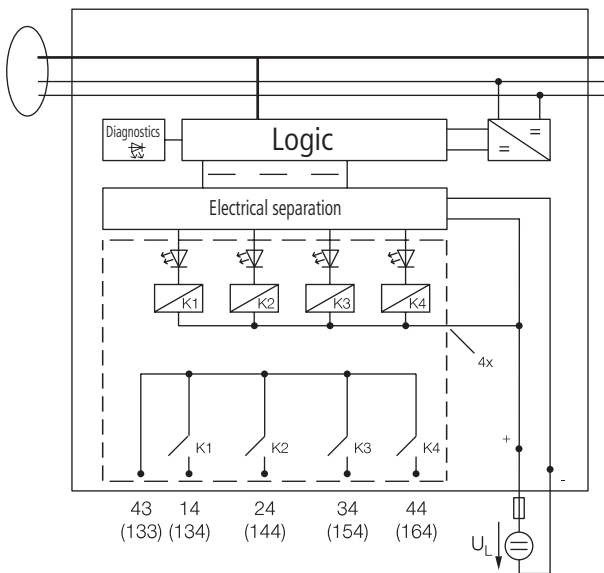 Diagnostics
Logic
=
=
Electrical separation
K1 K2 K3 K4
4x
K1 K2 K3 K4
+
-
43 14 24 34 44
(133) (134) (144) (154) (164)
UL
=